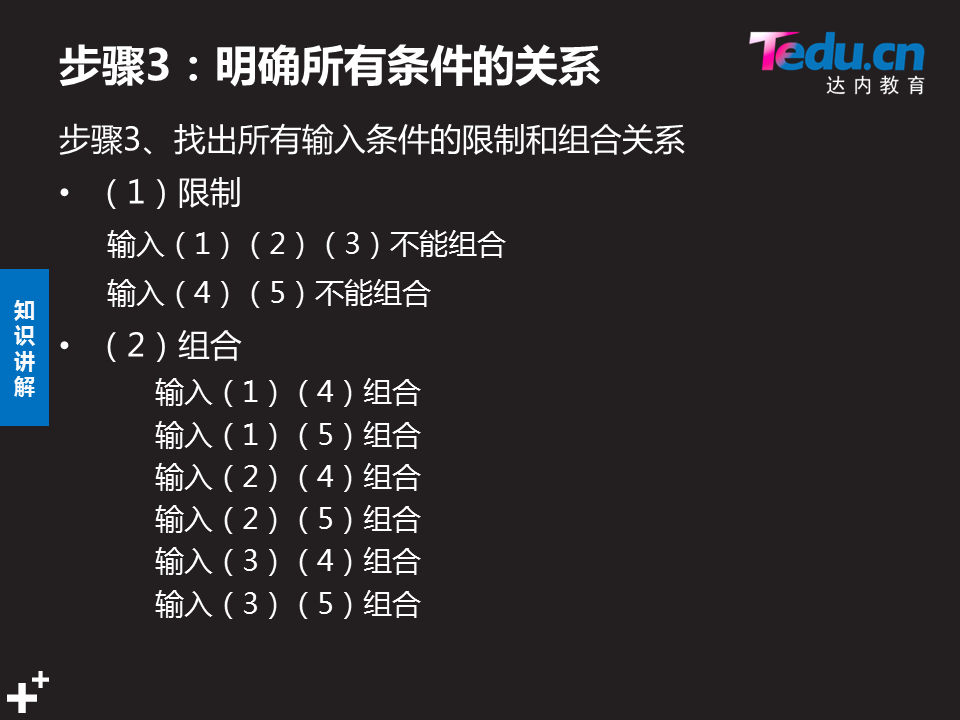 步骤3：明确所有条件的关系
Tedu.cn
达内教育
步骤3、找出所有输入条件的限制和组合关系
• （1）限制
输入（1）（2）（3）不能组合
输入（4）（5）不能组合
知识讲解
• （2）组合
输入（1）（4）组合
输入（1）（5）组合
输入（2）（4）组合
输入（2）（5）组合
输入（3）（4）组合
输入（3）（5）组合